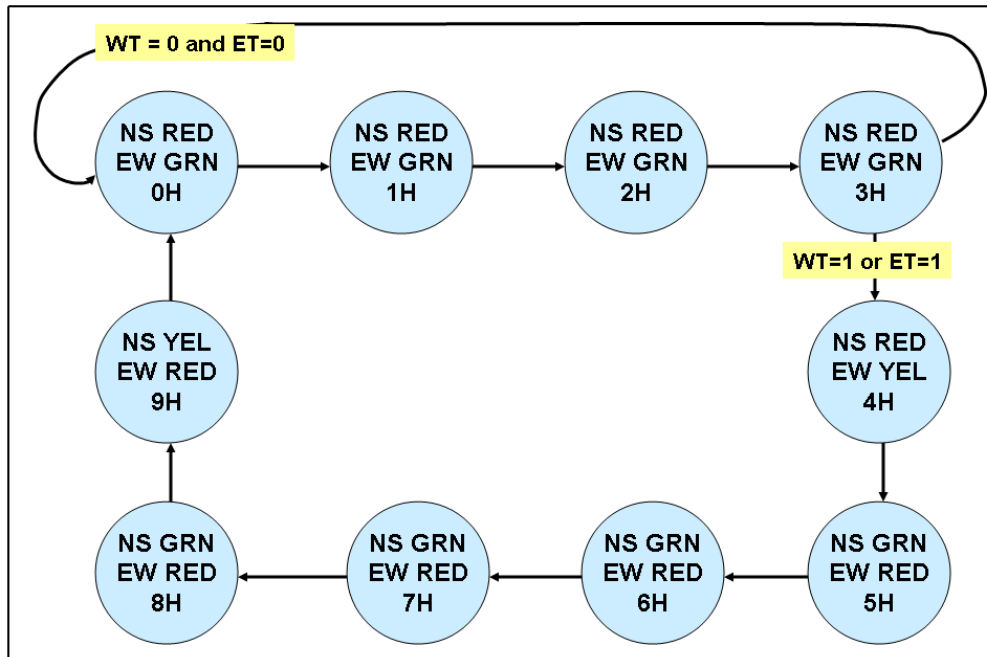 WT = 0 and ET=0
NS RED
EW GRN
0H
NS RED
EW GRN
1H
NS RED
EW GRN
2H
NS RED
EW GRN
3H
WT=1 or ET=1
NS YEL
EW RED
9H
NS RED
EW YEL
4H
NS GRN
EW RED
8H
NS GRN
EW RED
7H
NS GRN
EW RED
6H
NS GRN
EW RED
5H